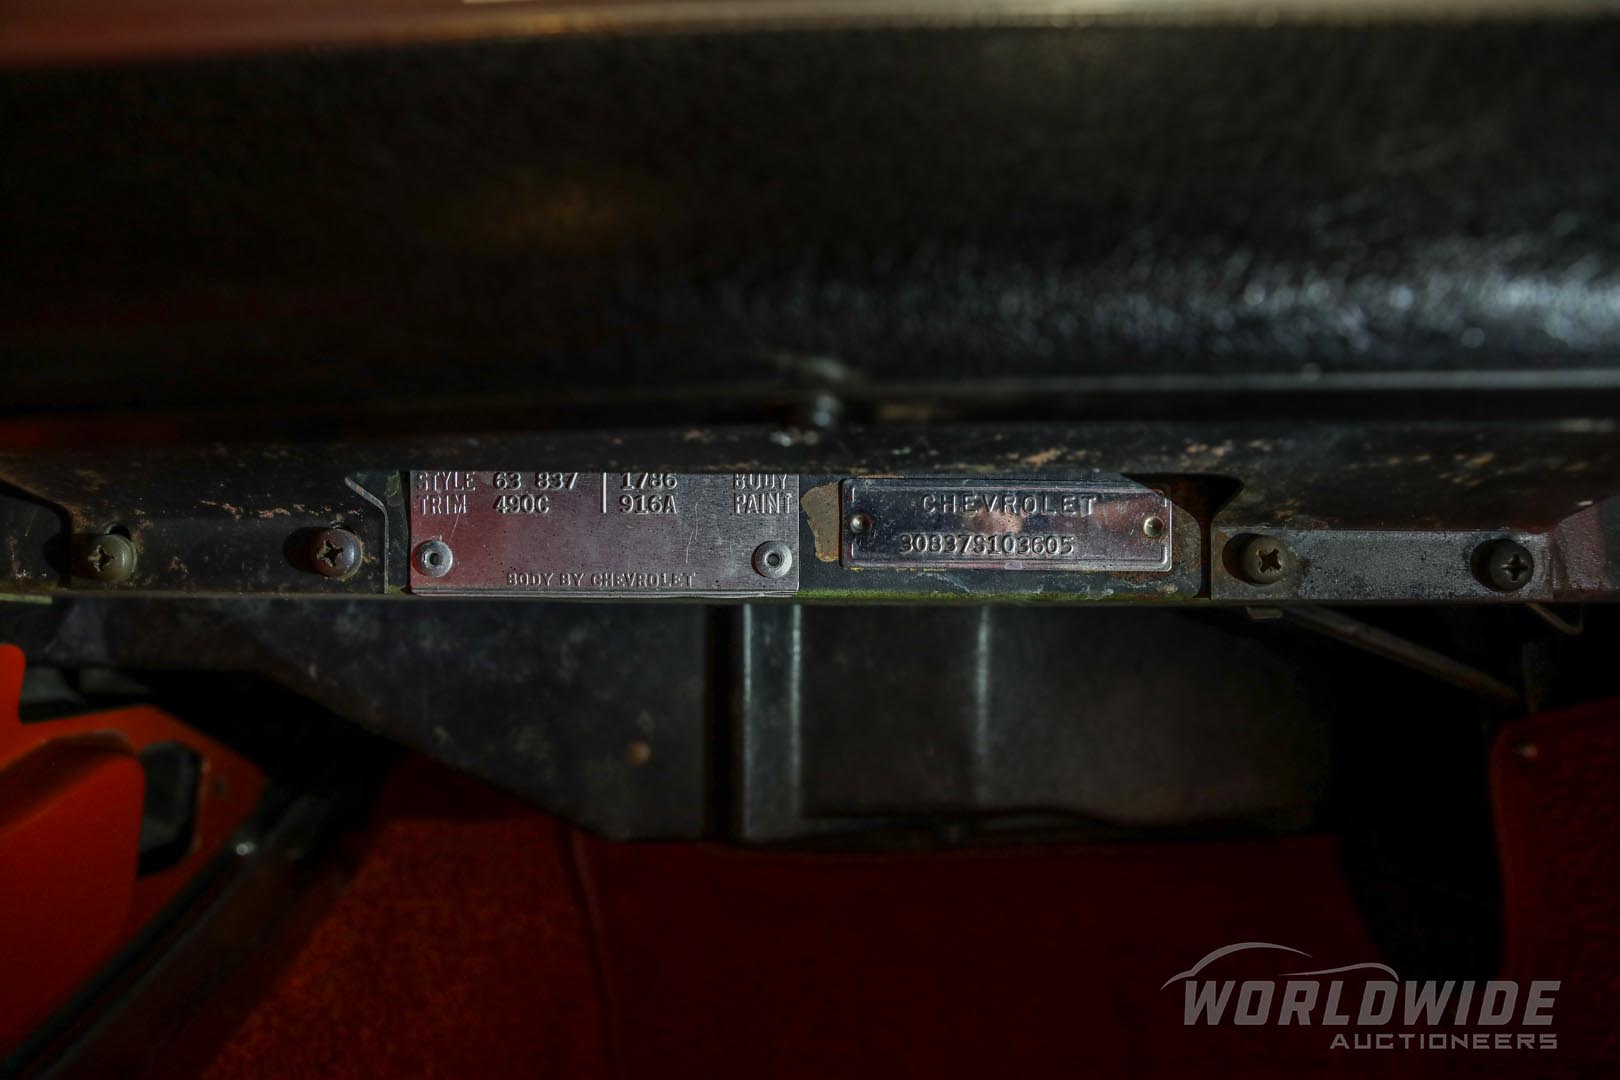 STYLE 63 837 | 1786 BODY
TRIM 490C | 916A PAINT
BODY BY CHEVROLET
CHEVROLET
30837S103605
WORLDWIDE
AUCTIONEERS